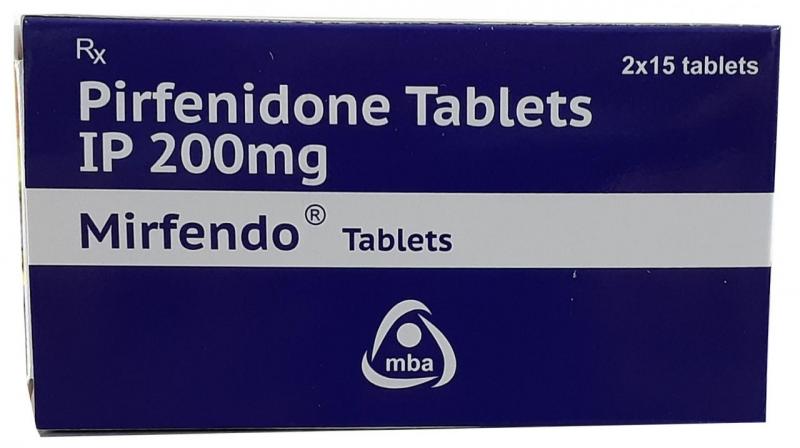 Rx
2x15 tablets
Pirfenidone Tablets
IP 200mg
Mirfendo® Tablets
mba